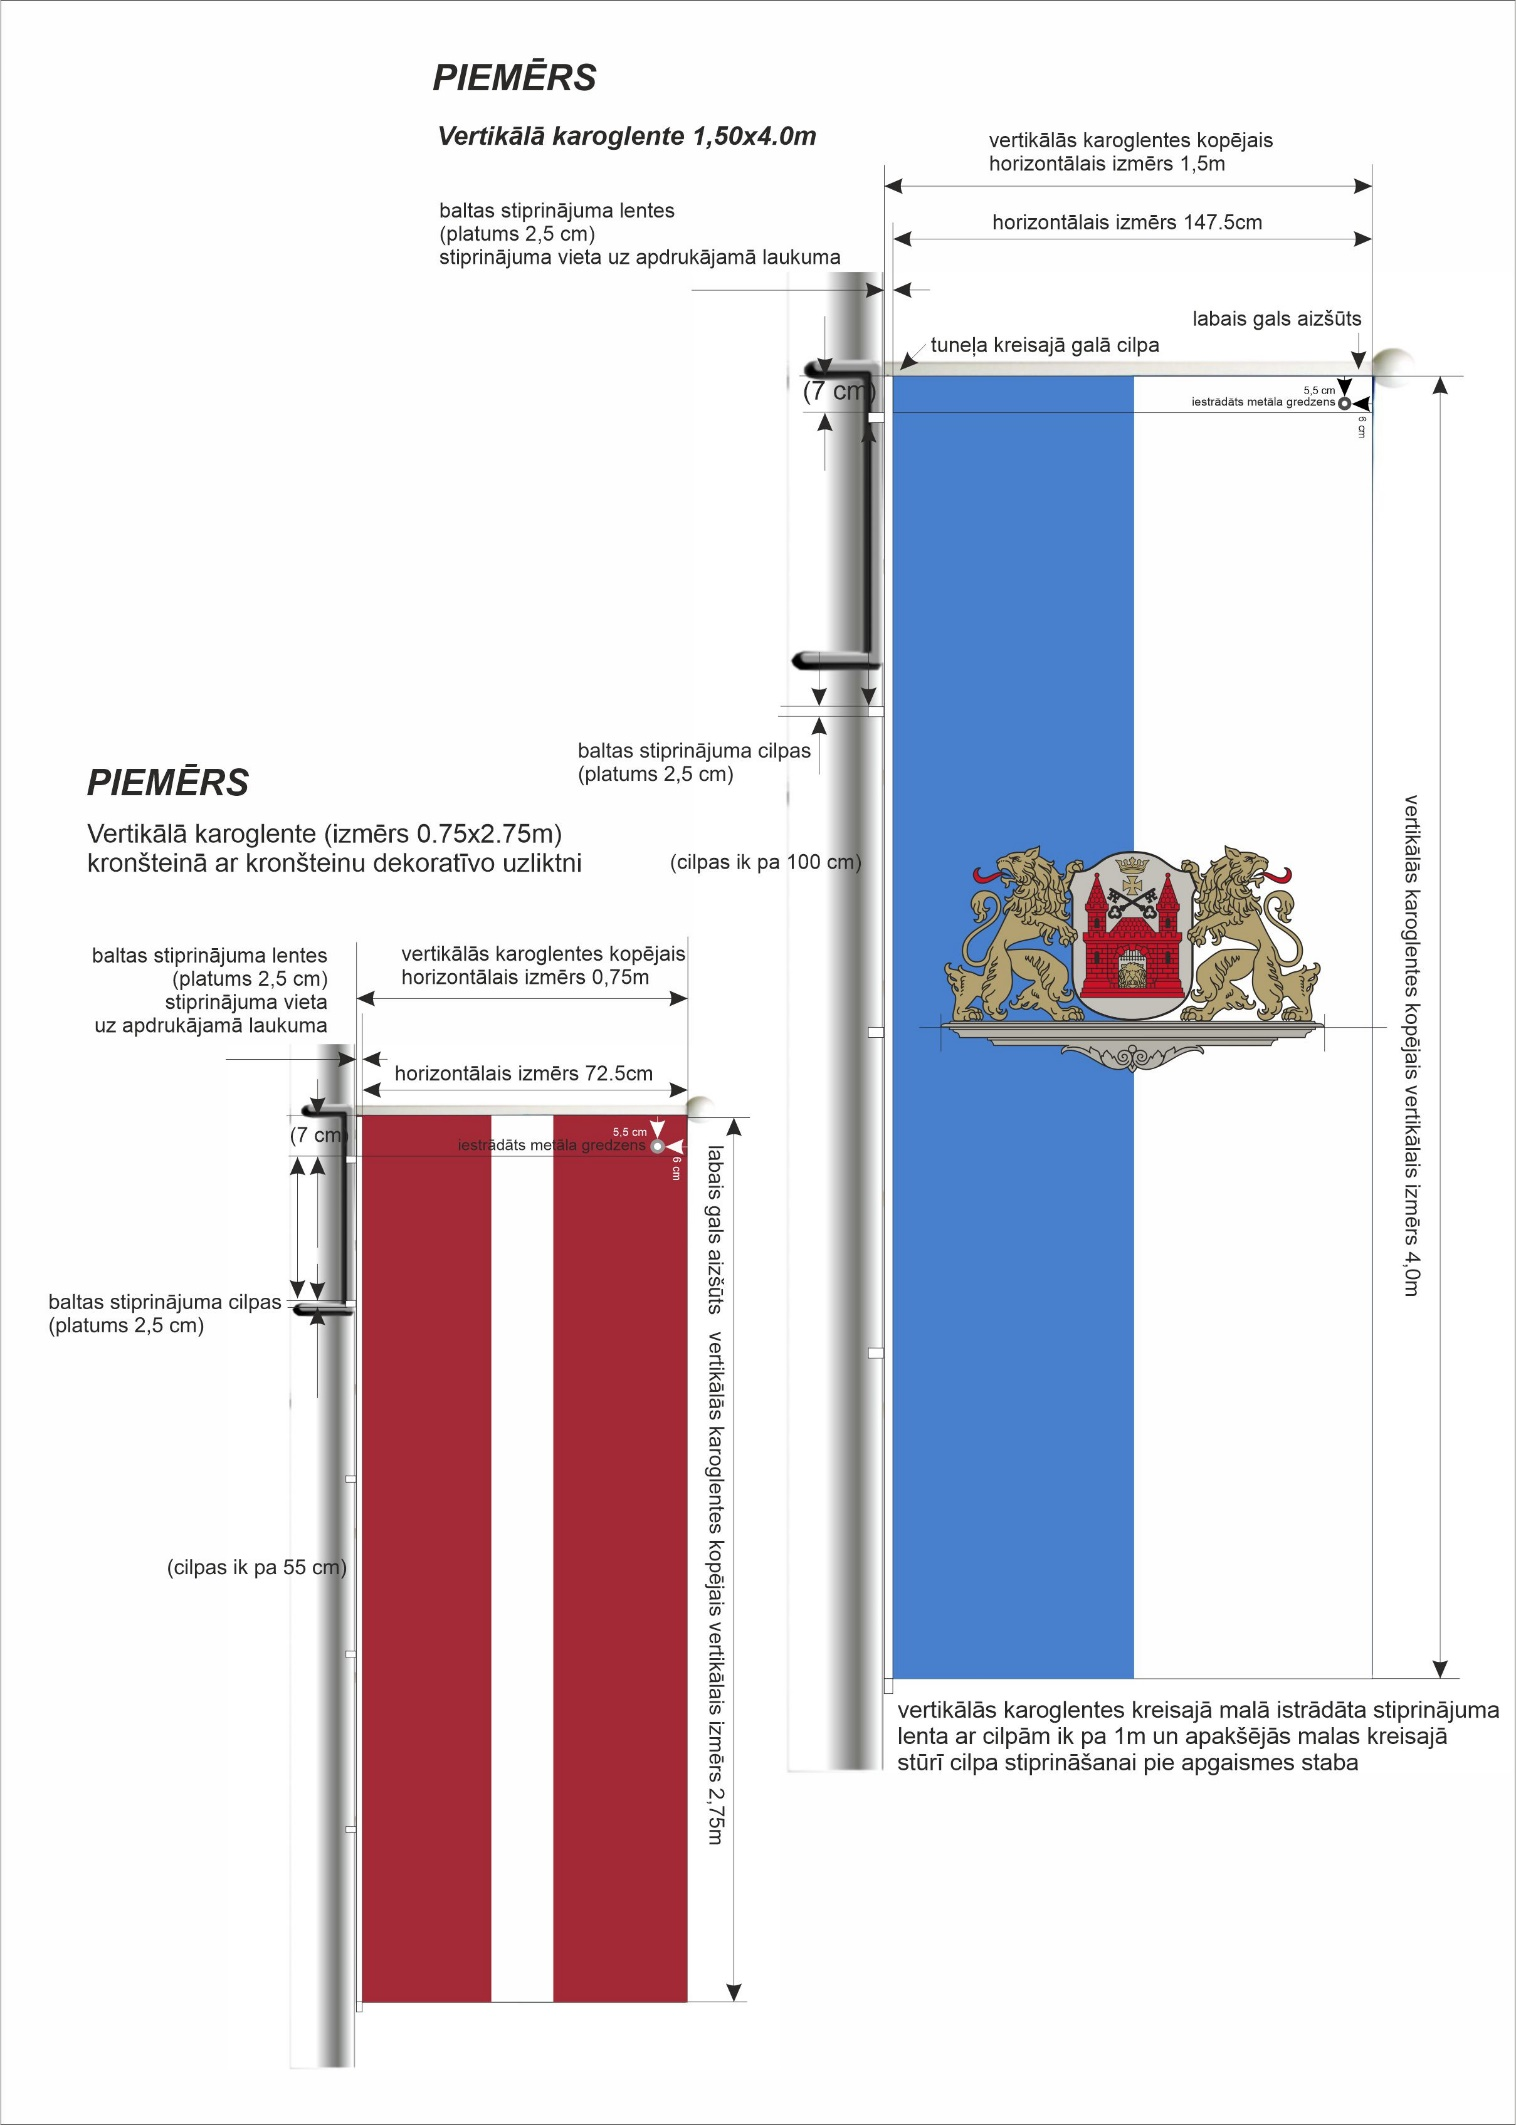 PIEMĒRS
Vertikālā karoglente 1,50x4.0m
vertikālās karoglentes kopējais
horizontālais izmērs 1,5m
baltas stiprinājuma lentes
(platums 2,5 cm)
stiprinājuma vieta uz apdrukājamā laukuma
horizontālais izmērs 147.5cm
labais gals aizšūts
tuneļa kreisajā galā cilpa
(7 cm)
5,5 cm
iestrādāts metāla gredzens
6 cm
baltas stiprinājuma cilpas
(platums 2,5 cm)
(cilpas ik pa 100 cm)
vertikālās karoglentes kopējais vertikālais izmērs 4,0m
vertikālās karoglentes kreisajā malā istrādāta stiprinājuma
lenta ar cilpām ik pa 1m un apakšējās malas kreisajā
stūrī cilpa stiprināšanai pie apgaismes staba
PIEMĒRS
Vertikālā karoglente (izmērs 0.75x2.75m)
kronšteinā ar kronšteinu dekoratīvo uzliktni
baltas stiprinājuma lentes
(platums 2,5 cm)
stiprinājuma vieta
uz apdrukājamā laukuma
vertikālās karoglentes kopējais
horizontālais izmērs 0,75m
horizontālais izmērs 72.5cm
(7 cm)
5,5 cm
iestrādāts metāla gredzens
6 cm
baltas stiprinājuma cilpas
(platums 2,5 cm)
(cilpas ik pa 55 cm)
labais gals aizšūts
vertikālās karoglentes kopējais vertikālais izmērs 2,75m